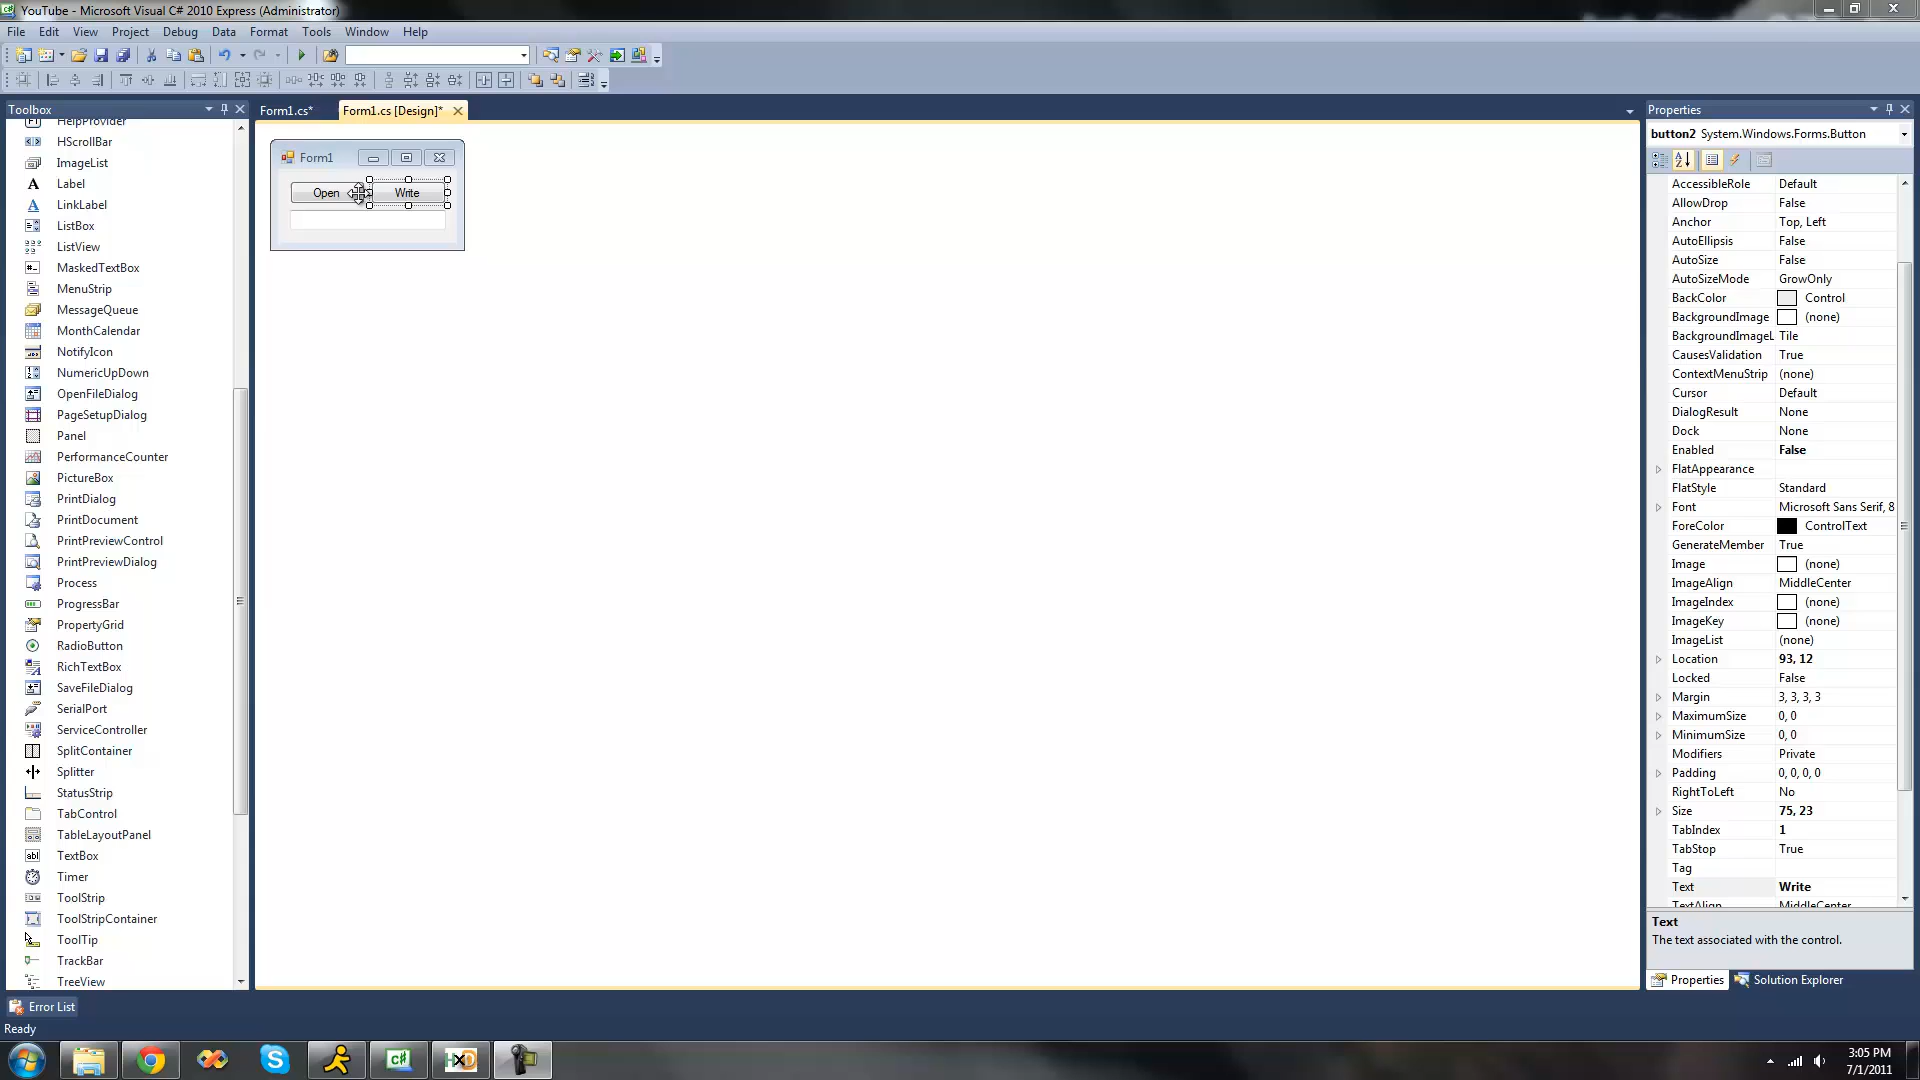 YouTube - Microsoft Visual C# 2010 Express (Administrator)
File Edit View Project Debug Data Format Tools Window Help
Toolbox
Form1.cs*
Form1.cs [Design]*
Properties
HelpProvider
HScrollBar
ImageList
Label
LinkLabel
ListBox
ListView
MaskedTextBox
MenuStrip
MessageQueue
MonthCalendar
NotifyIcon
NumericUpDown
OpenFileDialog
PageSetupDialog
Panel
PerformanceCounter
PictureBox
PrintDialog
PrintDocument
PrintPreviewControl
PrintPreviewDialog
Process
ProgressBar
PropertyGrid
RadioButton
RichTextBox
SaveFileDialog
SerialPort
ServiceController
SplitContainer
Splitter
StatusStrip
TabControl
TableLayoutPanel
TextBox
Timer
ToolStrip
ToolStripContainer
ToolTip
TrackBar
TreeView
Form1
Open Write
button2 System.Windows.Forms.Button
AccessibleRole Default
AllowDrop False
Anchor Top, Left
AutoEllipsis False
AutoSize False
AutoSizeMode GrowOnly
BackColor Control
BackgroundImage (none)
BackgroundImageL Tile
CausesValidation True
ContextMenuStrip (none)
Cursor Default
DialogResult None
Dock None
Enabled False
FlatAppearance
FlatStyle Standard
Font Microsoft Sans Serif, 8
ForeColor ControlText
GenerateMember True
Image (none)
ImageAlign MiddleCenter
ImageIndex (none)
ImageKey (none)
ImageList (none)
Location 93, 12
Locked False
Margin 3, 3, 3, 3
MaximumSize 0, 0
MinimumSize 0, 0
Modifiers Private
Padding 0, 0, 0, 0
RightToLeft No
Size 75, 23
TabIndex 1
TabStop True
Tag
Text Write
TextAlign MiddleCenter
Text
The text associated with the control.
Properties Solution Explorer
Error List
Ready
3:05 PM
7/1/2011